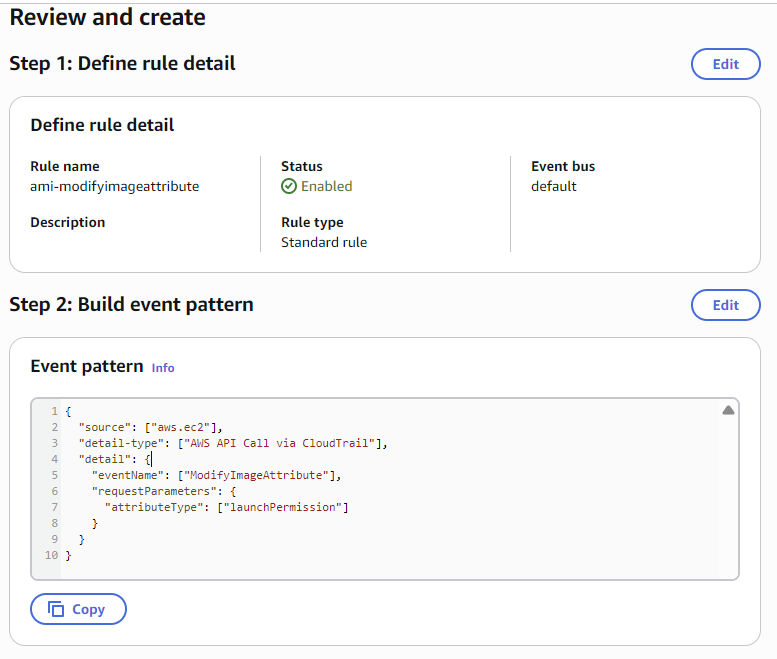 Review and create
Step 1: Define rule detail
Edit
Define rule detail
Rule name
ami-modifyimageattribute
Description
Status
Enabled
Rule type
Standard rule
Event bus
default
Step 2: Build event pattern
Edit
Event pattern Info
1 {
2   "source": ["aws.ec2"],
3   "detail-type": ["AWS API Call via CloudTrail"],
4   "detail": {
5     "eventName": ["ModifyImageAttribute"],
6     "requestParameters": {
7       "attributeType": ["launchPermission"]
8     }
9   }
10 }
Copy